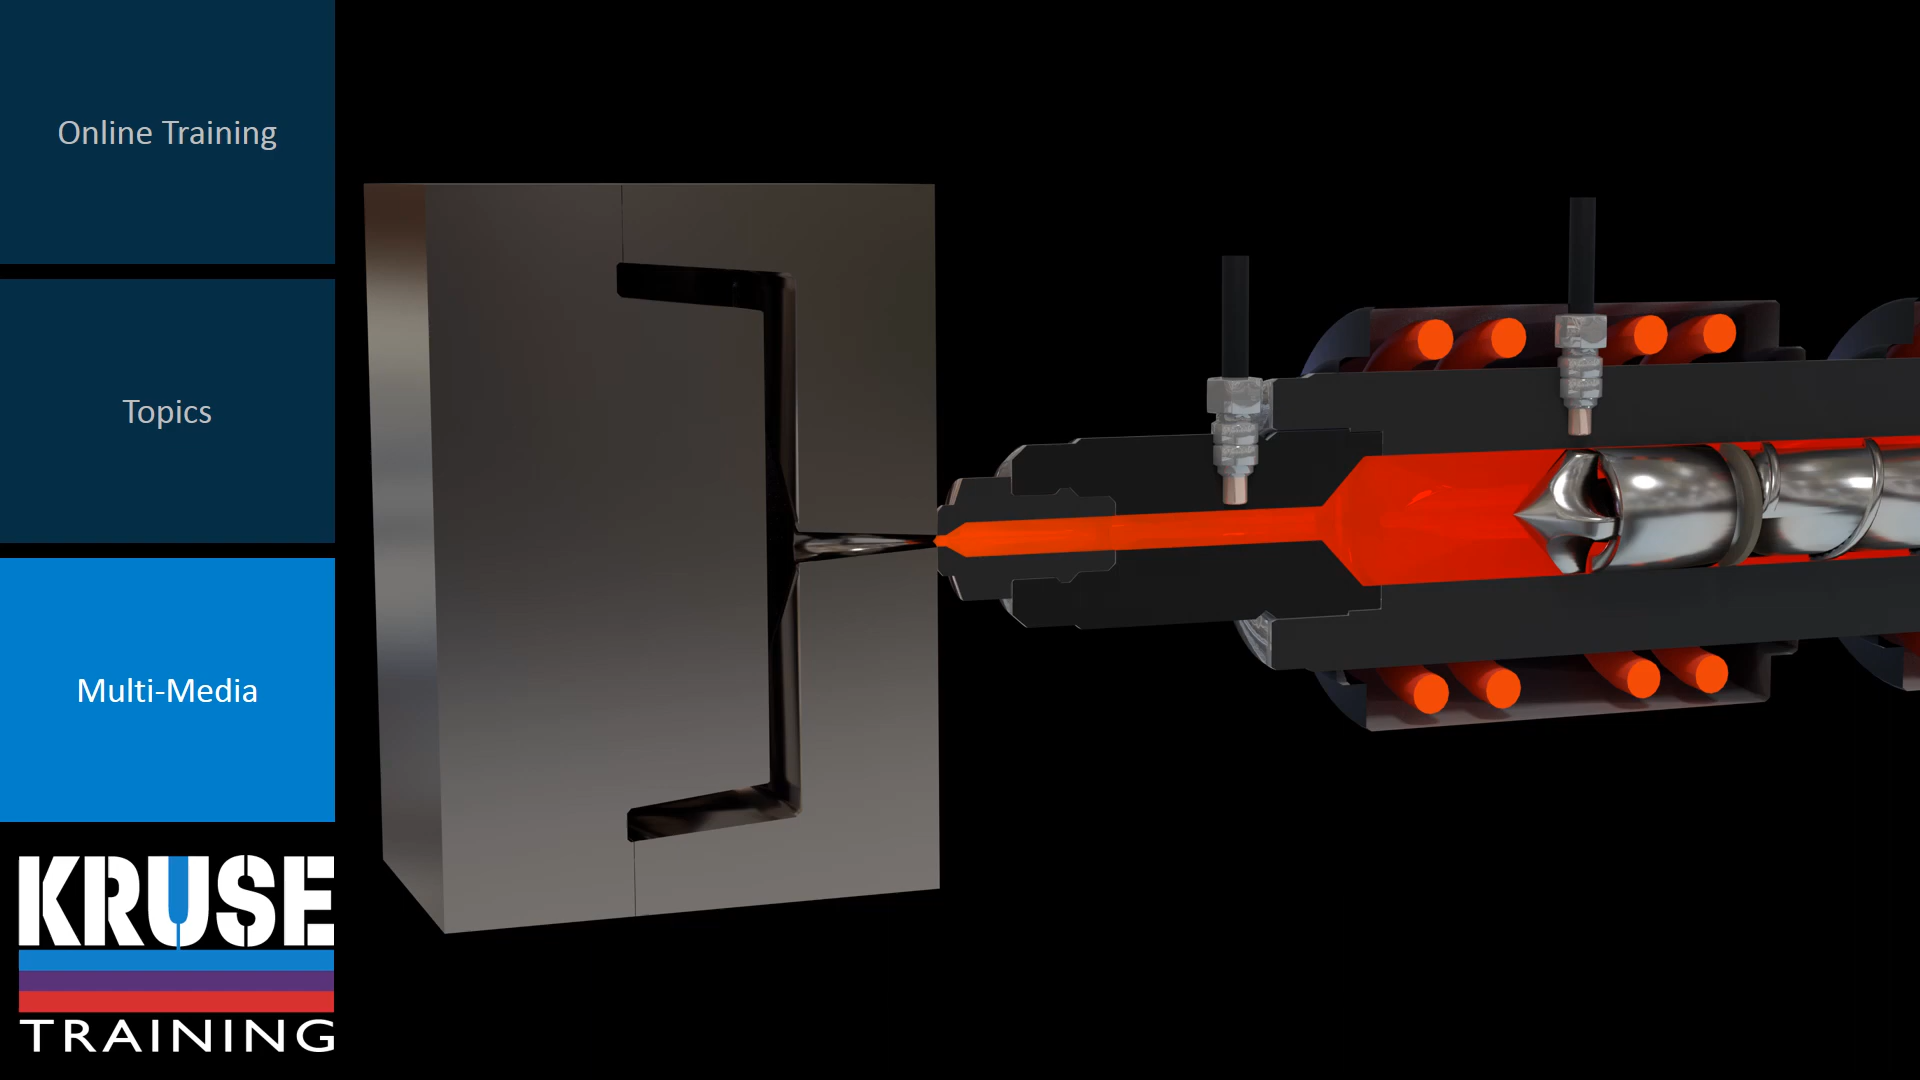 Online Training
Topics
Multi-Media
KRUSE
TRAINING